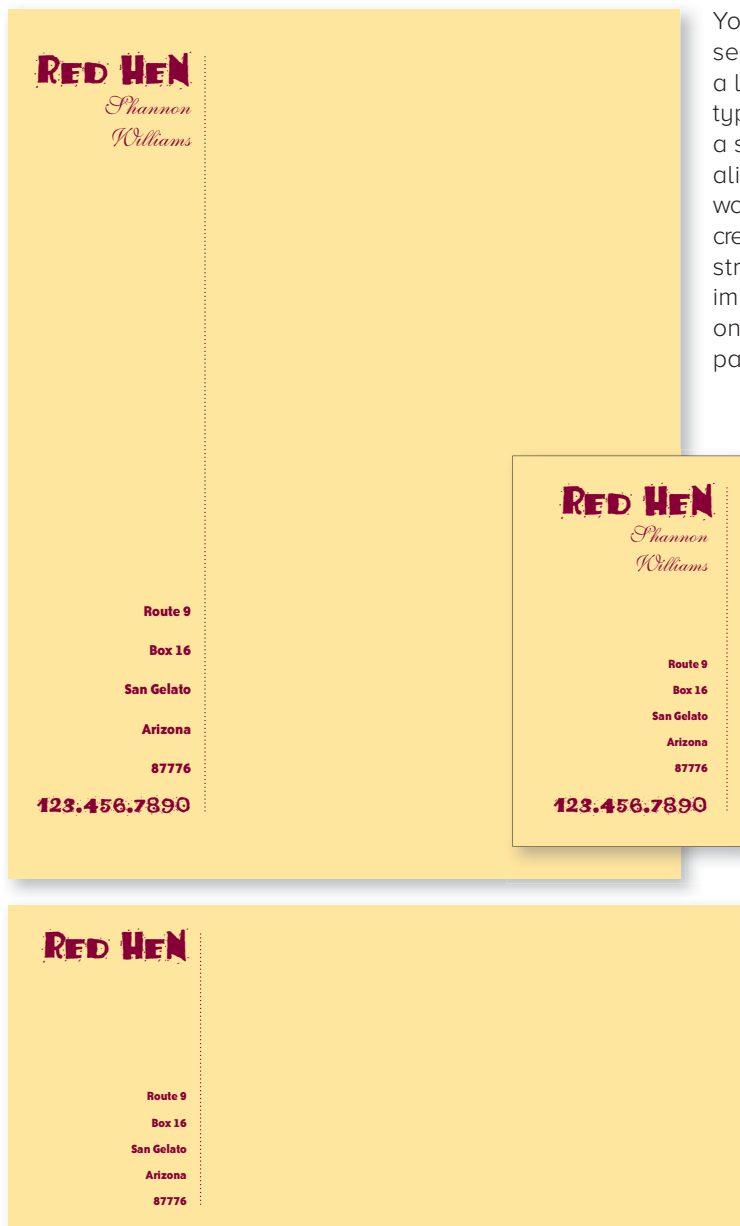 RED HEN
Shannon
Williams
Route 9
Box 16
San Gelato
Arizona
87776
123.456.7890
a
a s
on
RED HEN
Shannon
Williams
Route 9
Box 16
San Gelato
Arizona
87776
123.456.7890
RED HEN
Route 9
Box 16
San Gelato
Arizona
87776